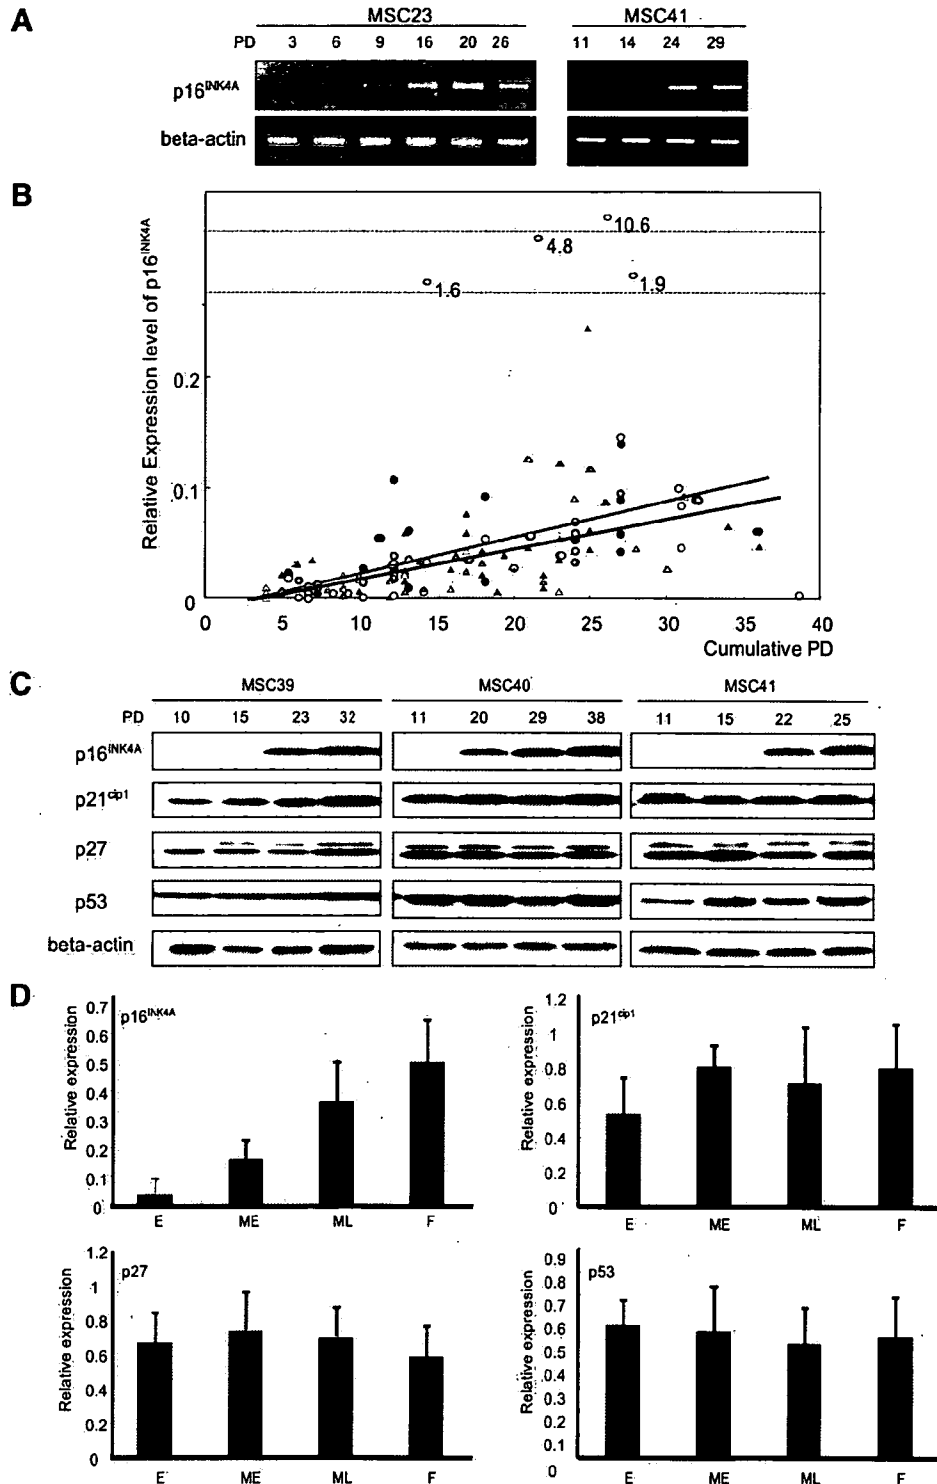 A
MSC23 MSC41
PD 3 6 9 16 20 26 11 14 24 29
p16INK4A
beta-actin
B
Relative Expression level of p16INK4A
10.6
4.8
1.6
1.9
0.2
0.1
0
0 5 10 15 20 25 30 35 40
Cumulative PD
C
MSC39 MSC40 MSC41
PD 10 15 23 32 11 20 29 38 11 15 22 25
p16INK4A
p21cip1
p27
p53
beta-actin
D
p16INK4A
Relative expression
0.7
0.6
0.5
0.4
0.3
0.2
0.1
0
E ME ML F
p21cip1
Relative expression
1.2
1
0.8
0.6
0.4
0.2
0
E ME ML F
p27
Relative expression
1.2
1
0.8
0.6
0.4
0.2
0
E ME ML F
p53
Relative expression
0.9
0.8
0.7
0.6
0.5
0.4
0.3
0.2
0.1
0
E ME ML F